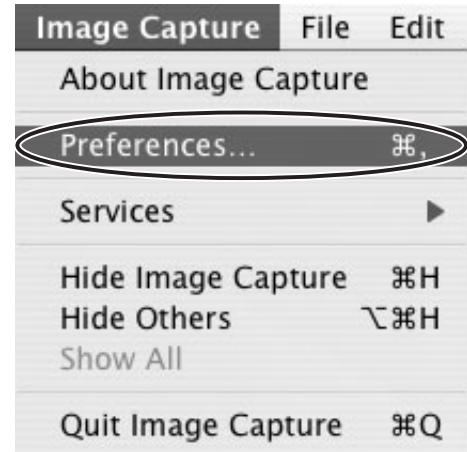 Image Capture File Edit
About Image Capture
Preferences... ⌘,
Services ▶
Hide Image Capture ⌘H
Hide Others ⌥⌘H
Show All
Quit Image Capture ⌘Q